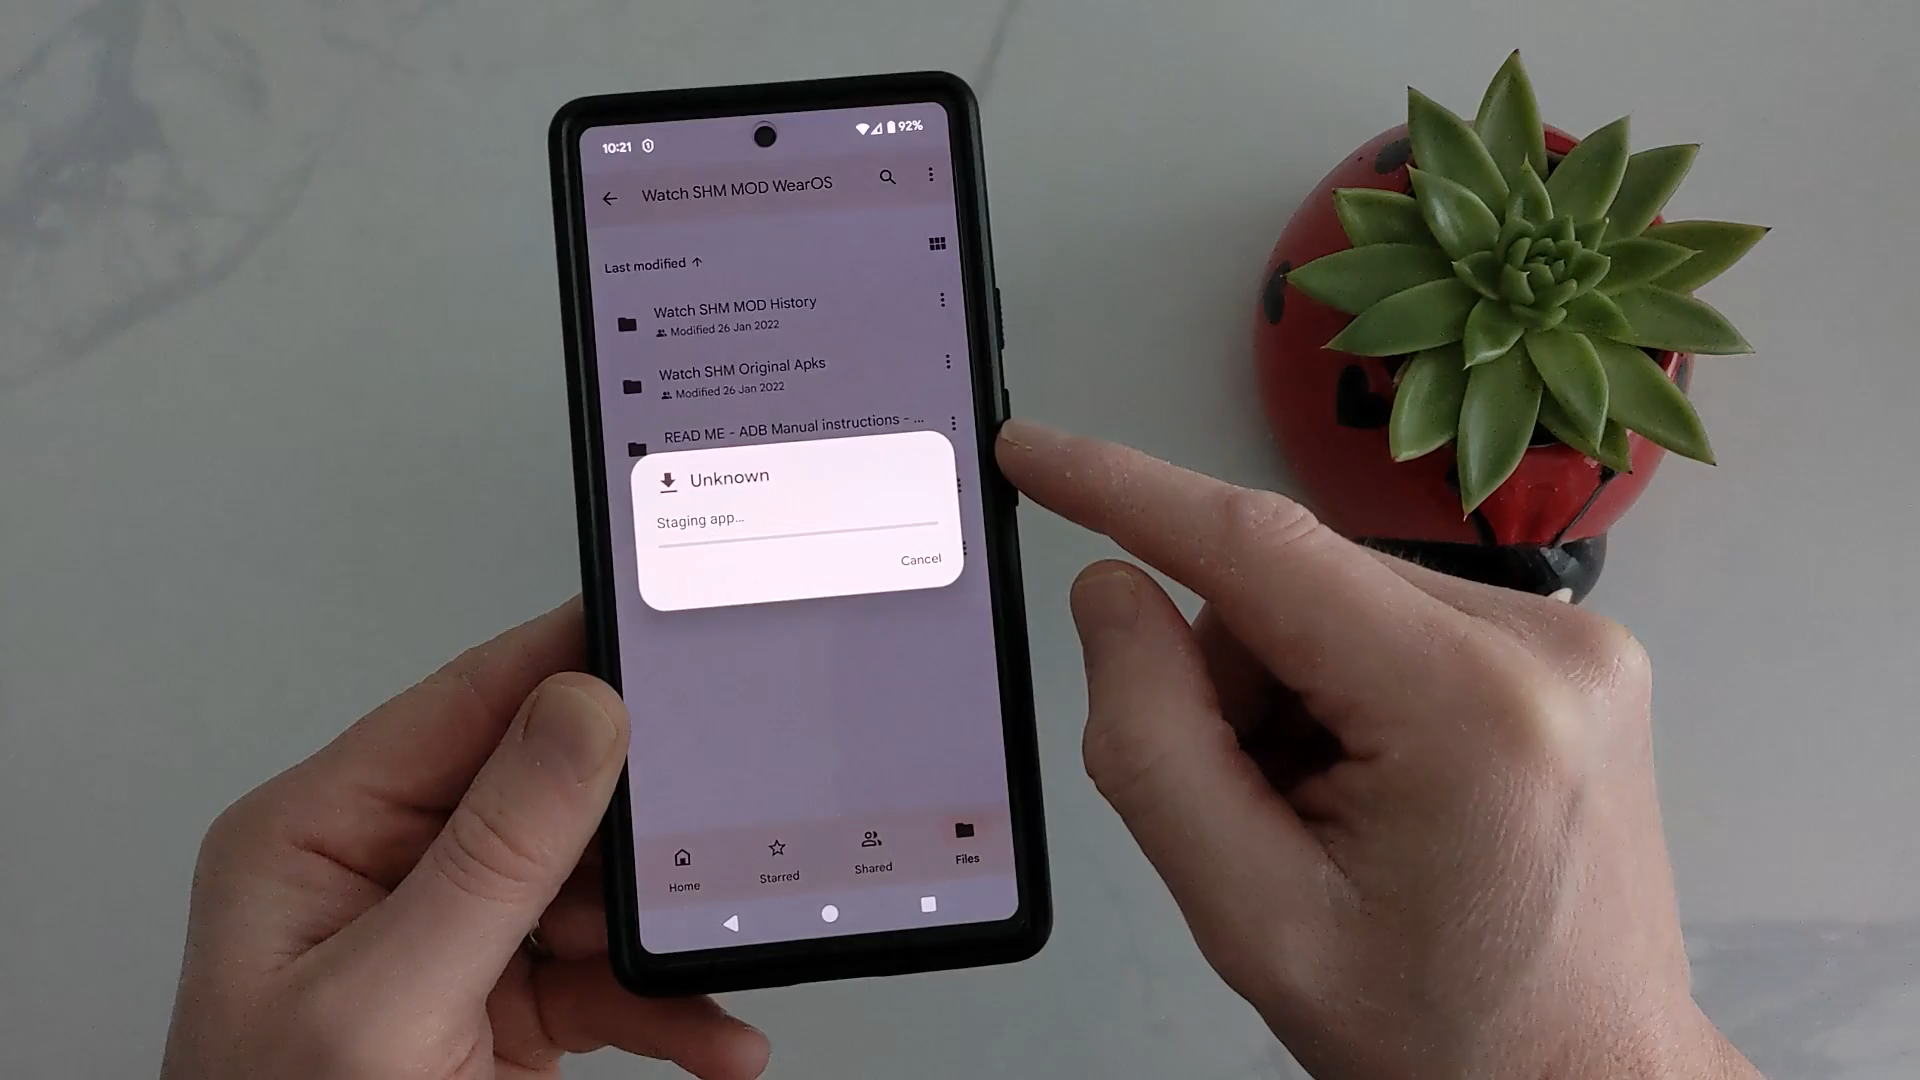 10:21
92%
Watch SHM MOD WearOS
Last modified ↑
Watch SHM MOD History
Modified 26 Jan 2022
Watch SHM Original Apks
Modified 26 Jan 2022
READ ME - ADB Manual instructions - ...
Unknown
Staging app...
Cancel
Home
Starred
Shared
Files